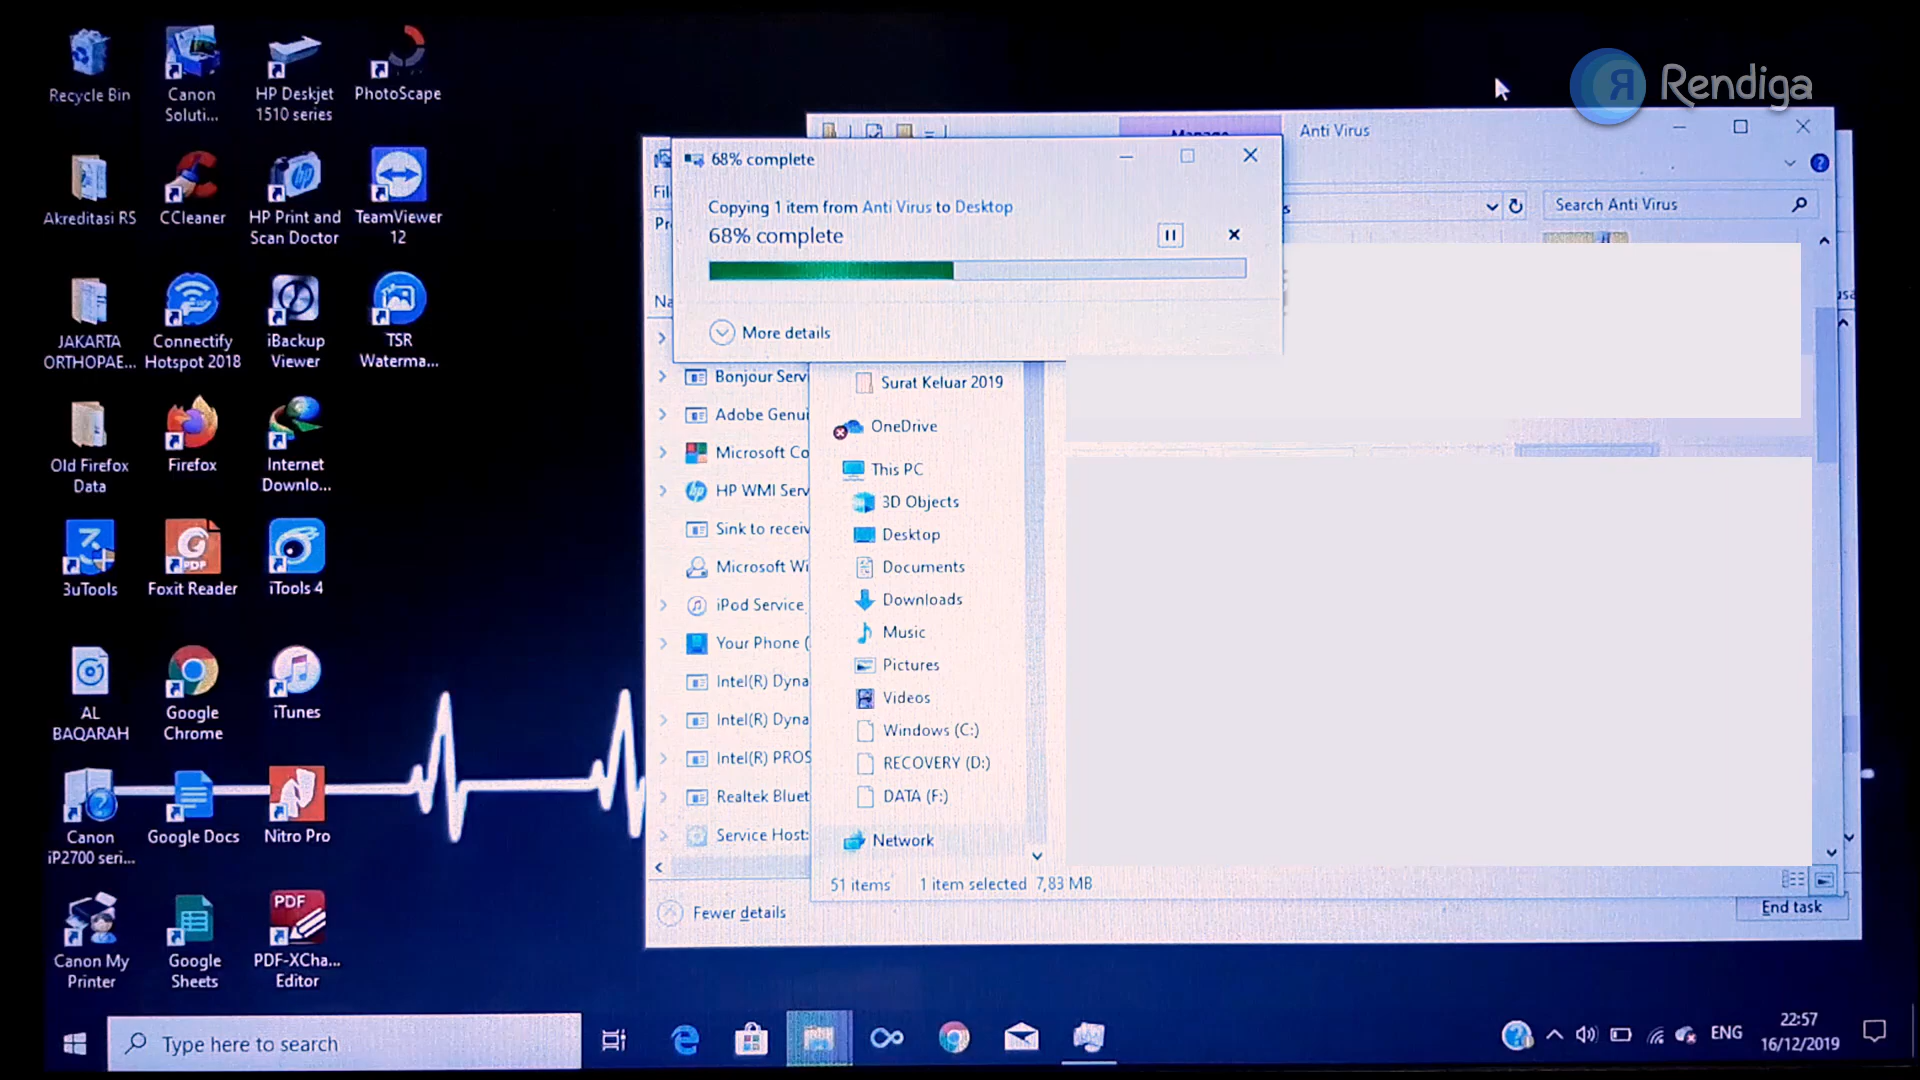 Recycle Bin
Canon
Soluti...
HP Deskjet
1510 series
PhotoScape
Akreditasi RS
CCleaner
HP Print and
Scan Doctor
TeamViewer
12
JAKARTA
ORTHOPAE...
Connectify
Hotspot 2018
iBackup
Viewer
TSR
Waterma...
Old Firefox
Data
Firefox
Internet
Downlo...
3uTools
Foxit Reader
PDF
iTools 4
AL
BAQARAH
Google
Chrome
iTunes
Canon
iP2700 seri...
Google Docs
Nitro Pro
Canon My
Printer
Google
Sheets
PDF
PDF-XCha...
Editor
Rendiga
Manage
Anti Virus
Search Anti Virus
68% complete
Copying 1 item from Anti Virus to Desktop
68% complete
More details
Fil
Pr
Na
Bonjour Servi
Adobe Genui
Microsoft Co
HP WMI Serv
Sink to receiv
Microsoft Wi
iPod Service
Your Phone (
Intel(R) Dyna
Intel(R) Dyna
Intel(R) PROS
Realtek Bluet
Service Host:
Surat Keluar 2019
OneDrive
This PC
3D Objects
Desktop
Documents
Downloads
Music
Pictures
Videos
Windows (C:)
RECOVERY (D:)
DATA (F:)
Network
51 items 1 item selected 7,83 MB
Fewer details
End task
Type here to search
ENG
22:57
16/12/2019